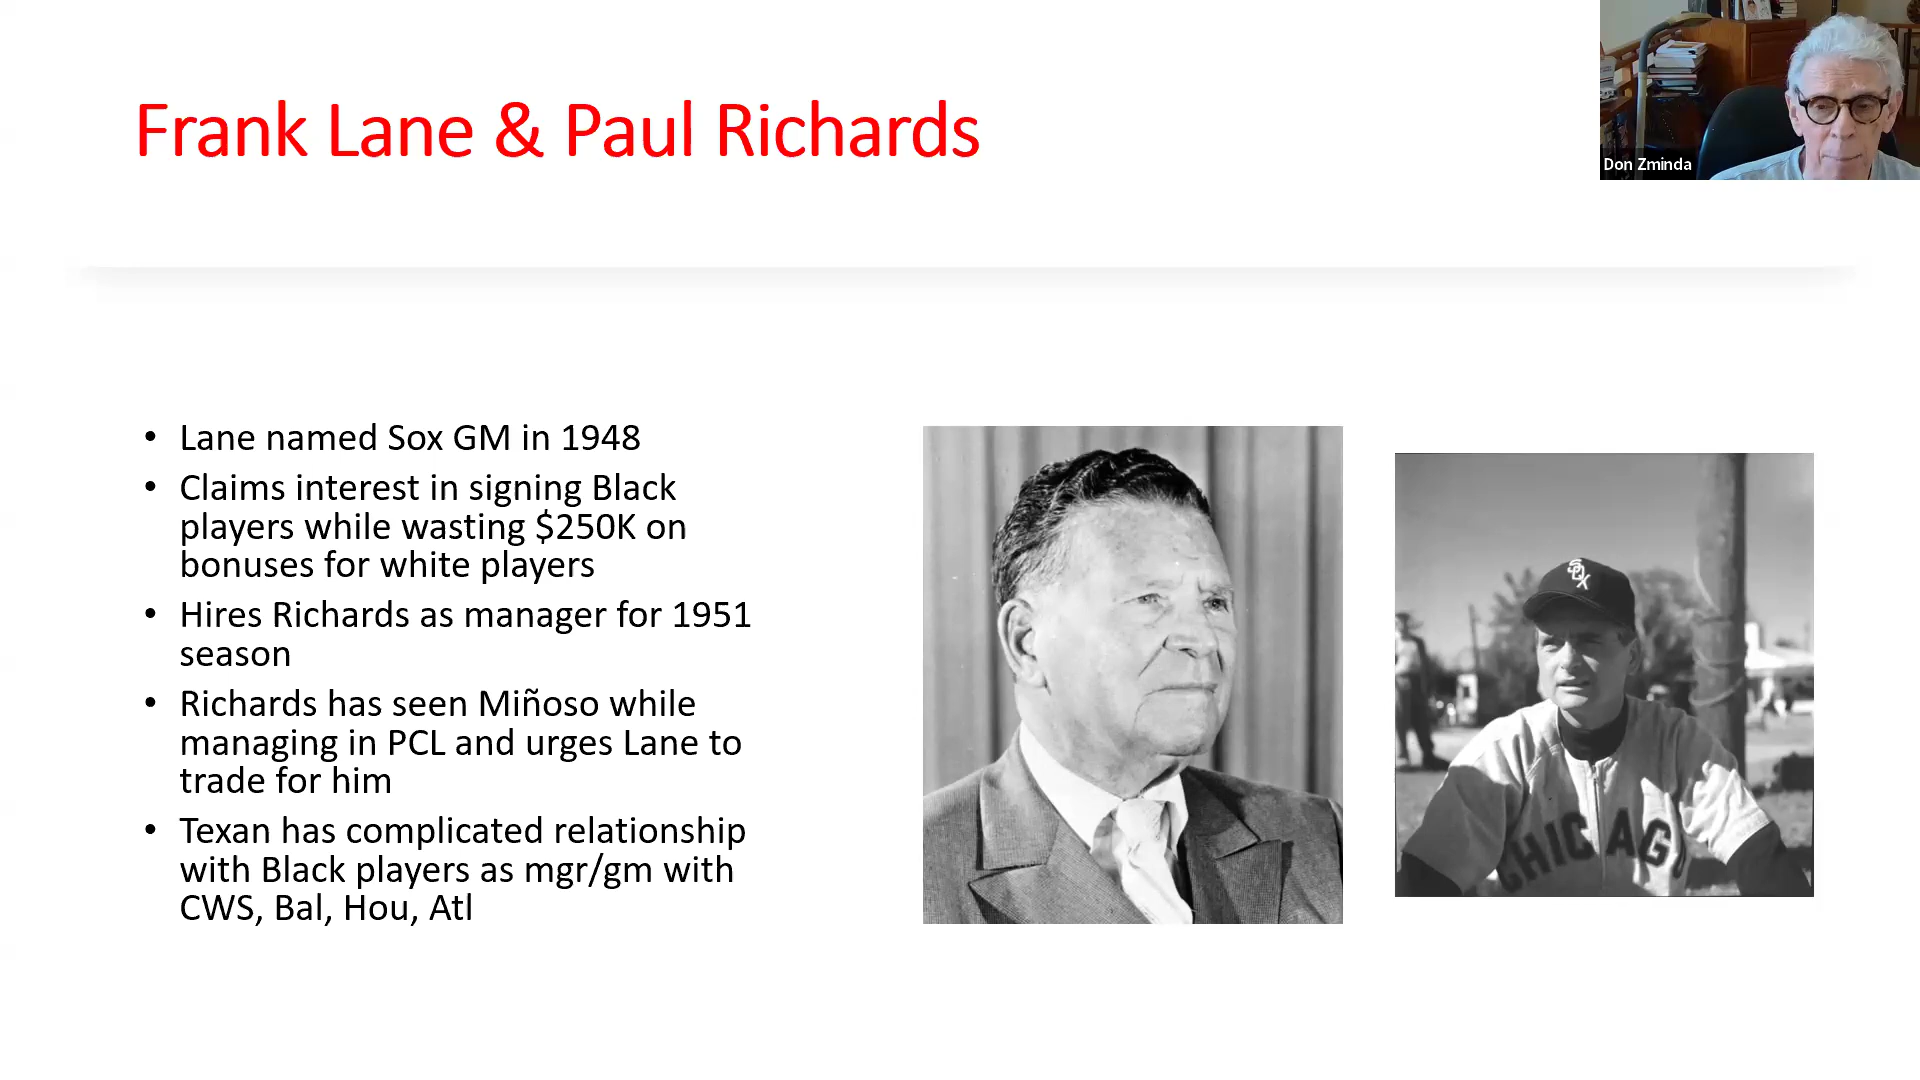 Frank Lane & Paul Richards
Don Zminda
• Lane named Sox GM in 1948
• Claims interest in signing Black
players while wasting $250K on
bonuses for white players
• Hires Richards as manager for 1951
season
• Richards has seen Miñoso while
managing in PCL and urges Lane to
trade for him
• Texan has complicated relationship
with Black players as mgr/gm with
CWS, Bal, Hou, Atl
SOX
CHICAGO